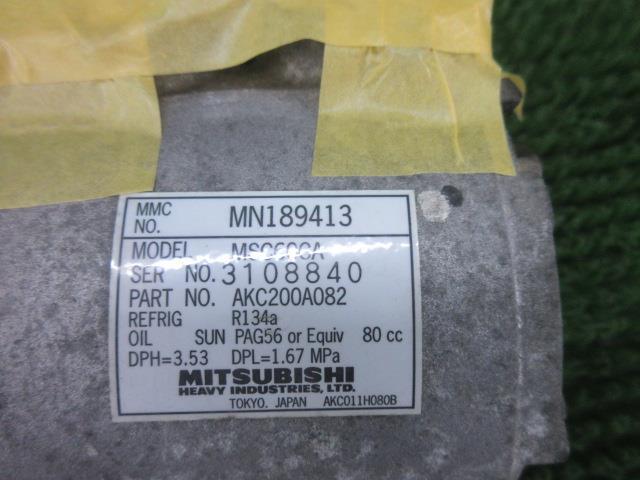 MMC NO. MN189413
MODEL
SER NO. 3108840
PART NO. AKC200A082
REFRIG R134a
OIL SUN PAG56 or Equiv 80 cc
DPH=3.53 DPL=1.67 MPa
MITSUBISHI
HEAVY INDUSTRIES, LTD.
TOKYO. JAPAN AKC011H080B